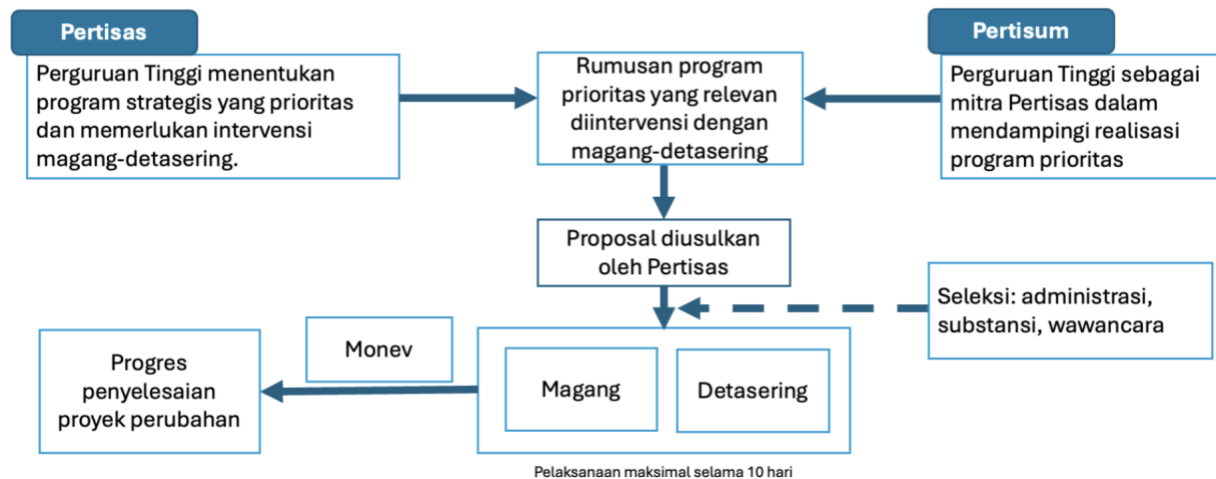 Pertisas
Perguruan Tinggi menentukan
program strategis yang prioritas
dan memerlukan intervensi
magang-detasering.
Rumusan program
prioritas yang relevan
diintervensi dengan
magang-detasering
Pertisum
Perguruan Tinggi sebagai
mitra Pertisas dalam
mendampingi realisasi
program prioritas
Proposal diusulkan
oleh Pertisas
Seleksi: administrasi,
substansi, wawancara
Magang
Detasering
Pelaksanaan maksimal selama 10 hari
Monev
Progres
penyelesaian
proyek perubahan